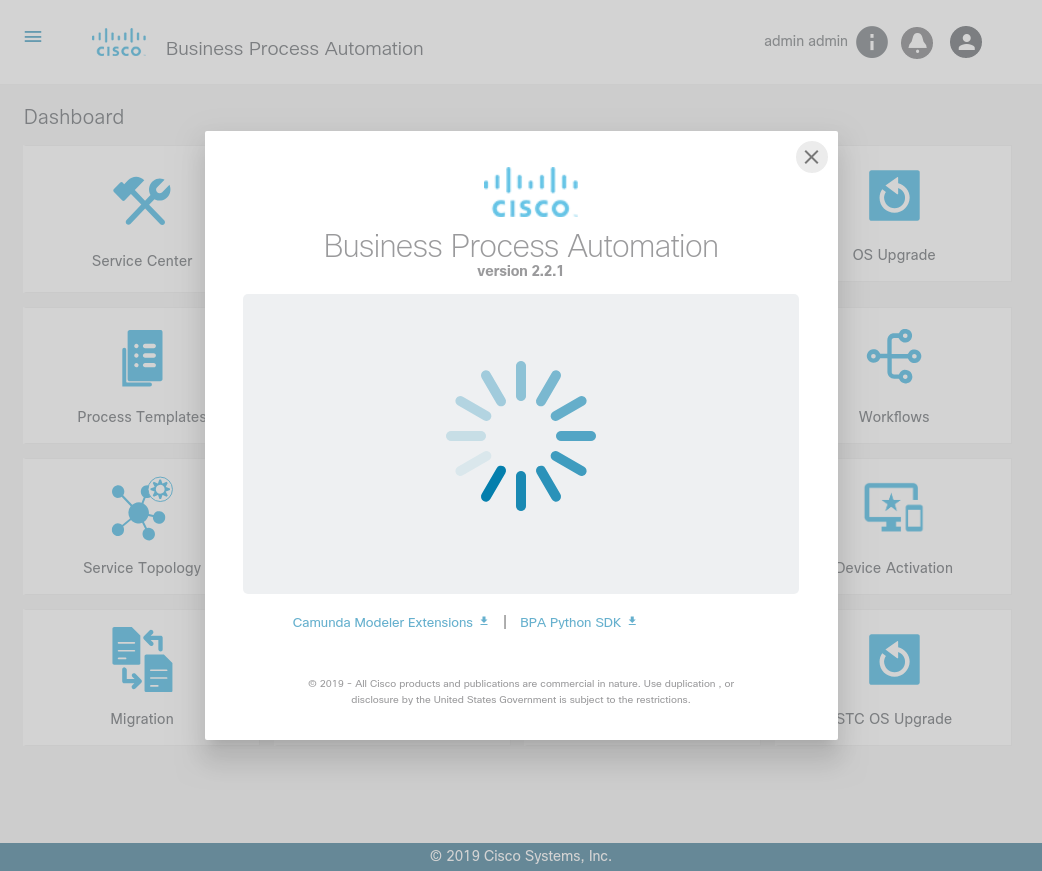 CISCO
Business Process Automation
admin admin
Dashboard
CISCO
Business Process Automation
version 2.2.1
Service Center
OS Upgrade
Process Templates
Workflows
Service Topology
Device Activation
Camunda Modeler Extensions | BPA Python SDK
© 2019 - All Cisco products and publications are commercial in nature. Use duplication , or
disclosure by the United States Government is subject to the restrictions.
Migration
STC OS Upgrade
© 2019 Cisco Systems, Inc.